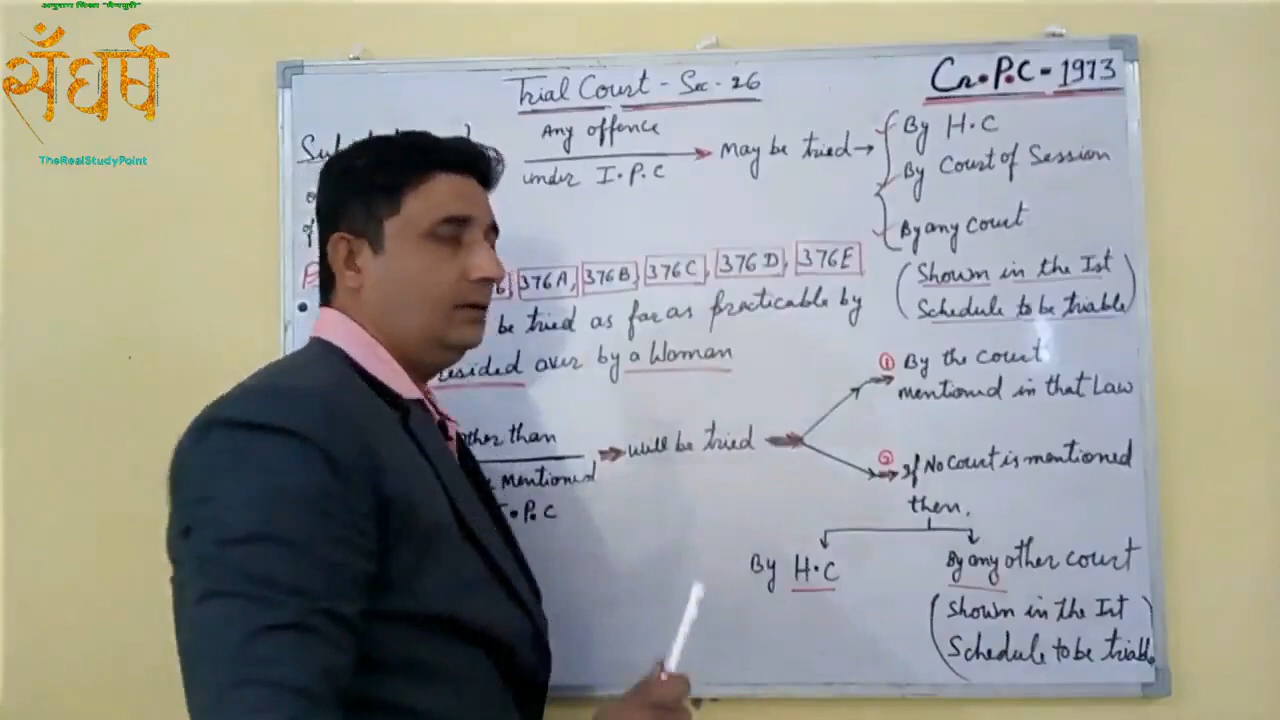 अनुष्ठान शिक्षा "मैनपुरी"
सँघर्ष
TheRealStudyPoint
Trial Court - Sec - 26
Cr.P.C - 1973
Any offence
under I.P.C
May be tried →
By H.C
By Court of Session
By any court
(Shown in the Ist
Schedule to be triable)
376A, 376B, 376C, 376D, 376E
be tried as far as practicable by
over by a Woman
other than
Mentioned
will be tried
① By the court
mentioned in that Law
② If No Court is mentioned
then,
By H.C
By any other court
(Shown in the Ist
Schedule to be triable